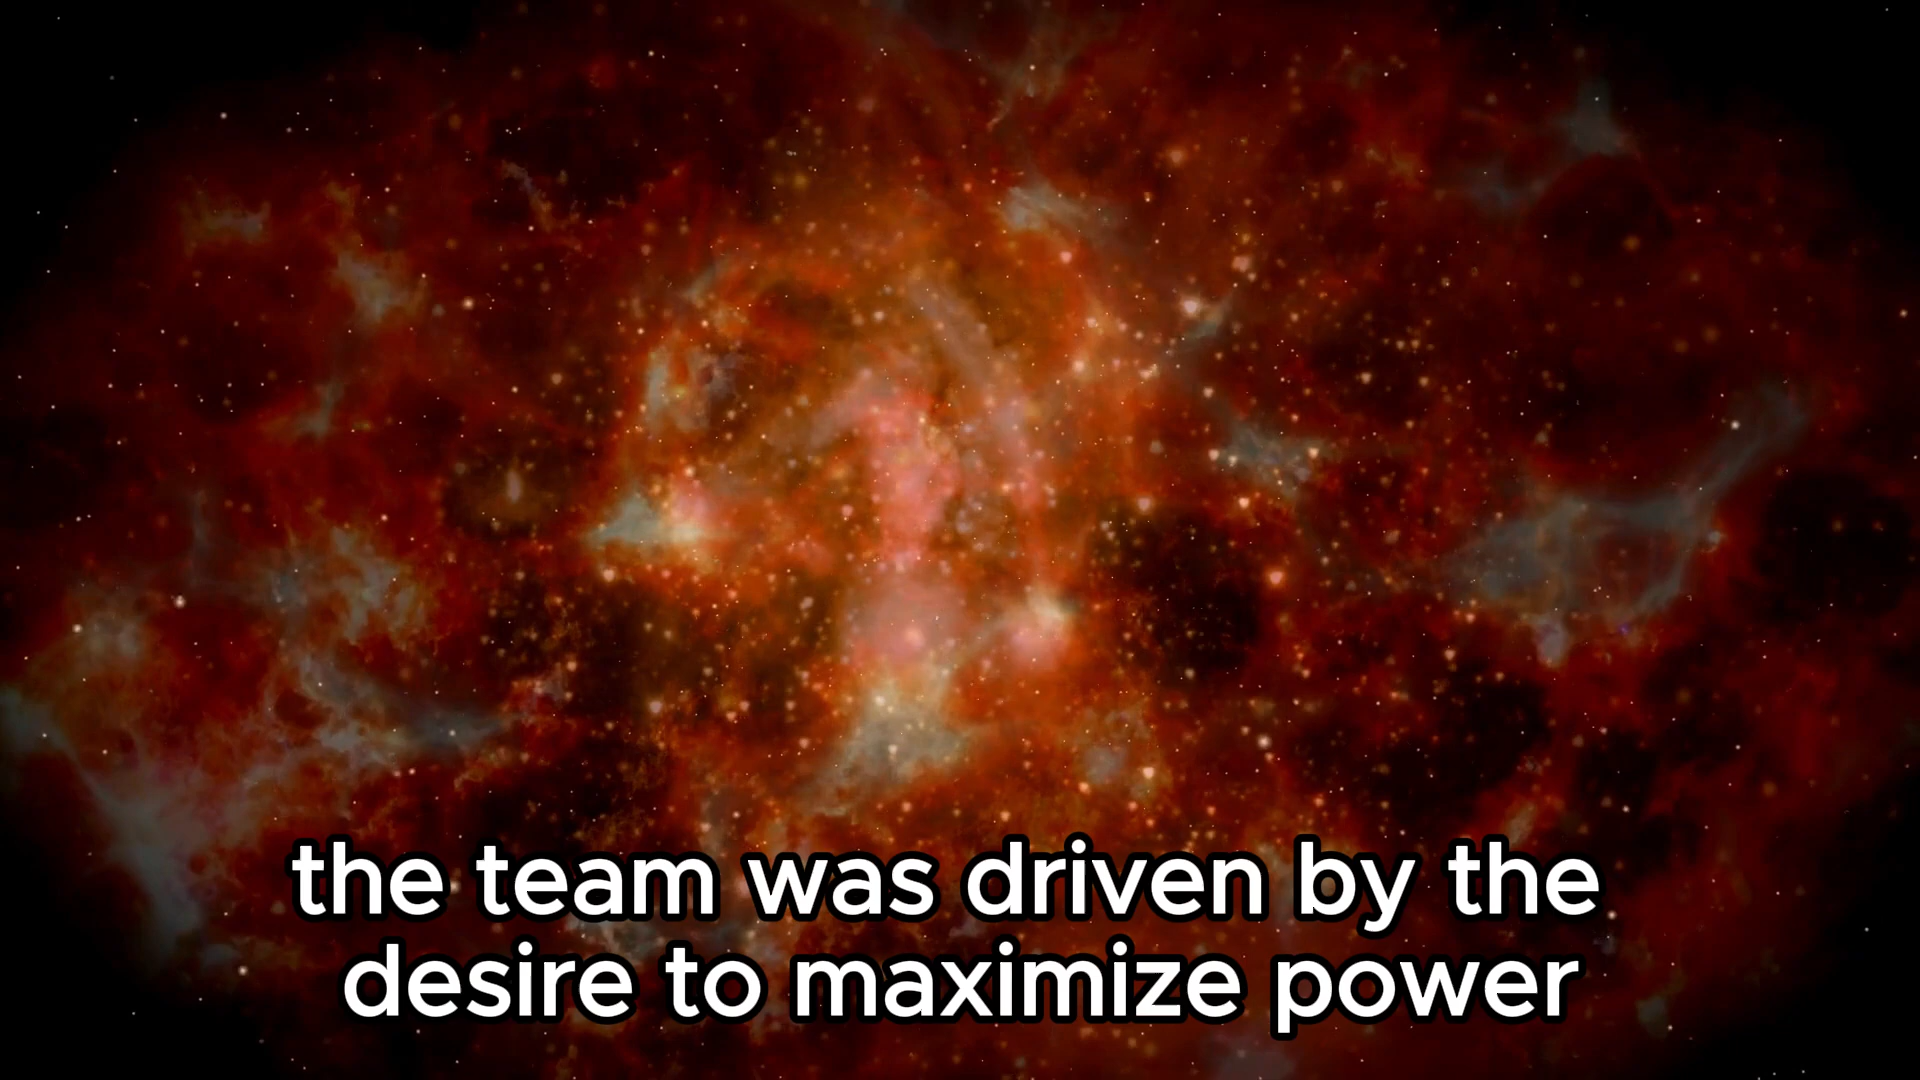 the team was driven by the
desire to maximize power